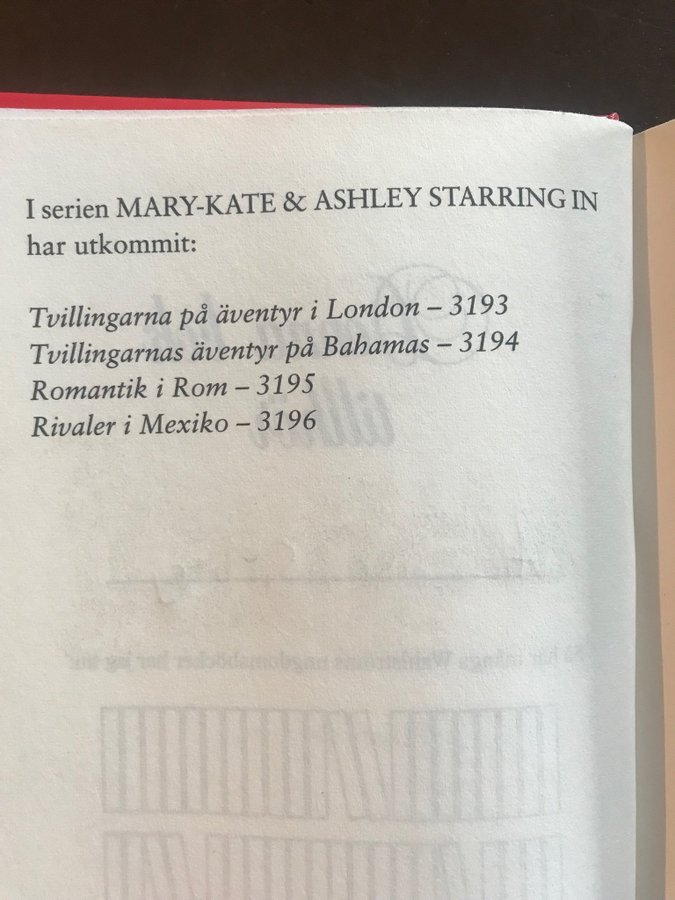 I serien MARY-KATE & ASHLEY STARRING IN
har utkommit:
Tvillingarna på äventyr i London – 3193
Tvillingarnas äventyr på Bahamas – 3194
Romantik i Rom – 3195
Rivaler i Mexiko – 3196